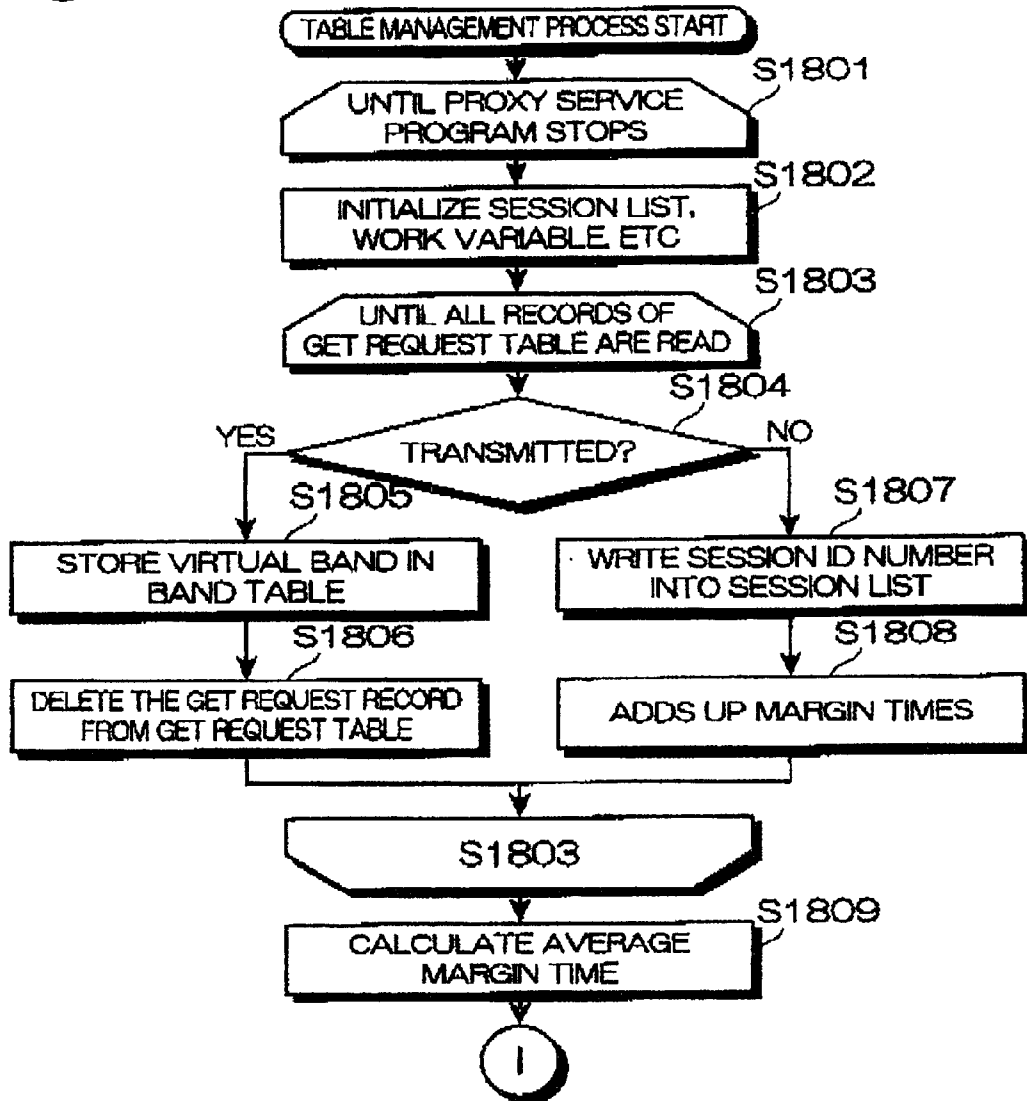 TABLE MANAGEMENT PROCESS START
S1801
UNTIL PROXY SERVICE
PROGRAM STOPS
S1802
INITIALIZE SESSION LIST,
WORK VARIABLE, ETC
S1803
UNTIL ALL RECORDS OF
GET REQUEST TABLE ARE READ
S1804
YES
TRANSMITTED?
NO
S1805
STORE VIRTUAL BAND IN
BAND TABLE
S1807
WRITE SESSION ID NUMBER
INTO SESSION LIST
S1806
DELETE THE GET REQUEST RECORD
FROM GET REQUEST TABLE
S1808
ADDS UP MARGIN TIMES
S1803
S1809
CALCULATE AVERAGE
MARGIN TIME
I